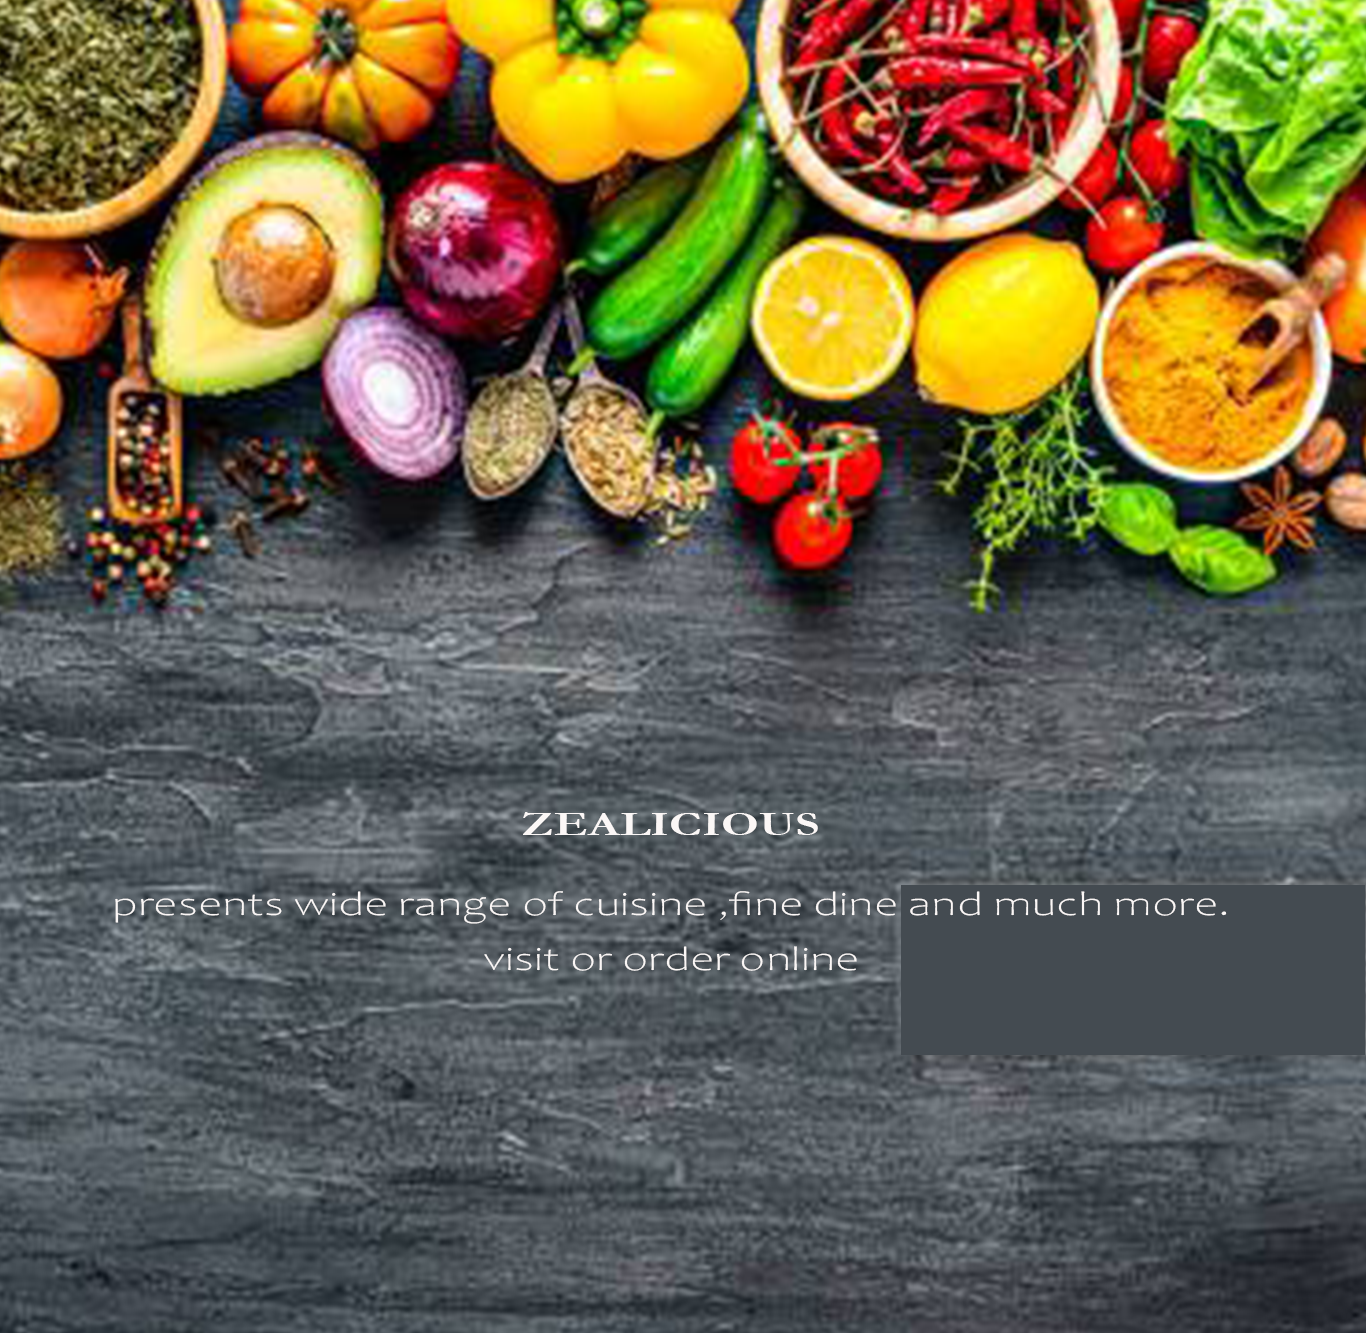 ZEALICIOUS
presents wide range of cuisine ,fine dine and much more.
visit or order online